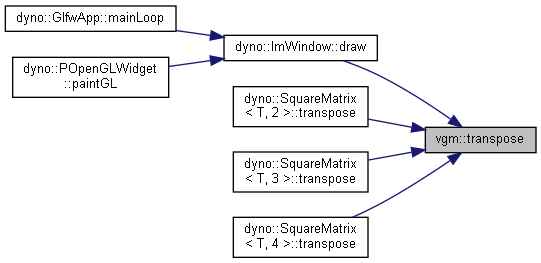 dyno::GlfwApp::mainLoop
dyno::POpenGLWidget
::paintGL
dyno::ImWindow::draw
dyno::SquareMatrix
< T, 2 >::transpose
dyno::SquareMatrix
< T, 3 >::transpose
dyno::SquareMatrix
< T, 4 >::transpose
vgm::transpose